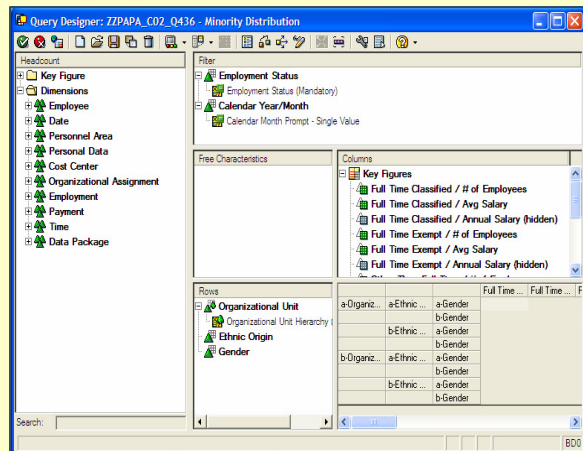 Query Designer: ZZPAPA_C02_Q436 - Minority Distribution
Headcount
Key Figure
Dimensions
Employee
Date
Personnel Area
Personal Data
Cost Center
Organizational Assignment
Employment
Payment
Time
Data Package
Search:
Filter
Employment Status
Employment Status (Mandatory)
Calendar Year/Month
Calendar Month Prompt - Single Value
Free Characteristics
Columns
Key Figures
Full Time Classified / # of Employees
Full Time Classified / Avg Salary
Full Time Classified / Annual Salary (hidden)
Full Time Exempt / # of Employees
Full Time Exempt / Avg Salary
Full Time Exempt / Annual Salary (hidden)
Rows
Organizational Unit
Organizational Unit Hierarchy (
Ethnic Origin
Gender
Full Time ... Full Time ... F
a-Organiz... a-Ethnic ... a-Gender
b-Gender
b-Ethnic ... a-Gender
b-Gender
b-Organiz... a-Ethnic ... a-Gender
b-Gender
b-Ethnic ... a-Gender
b-Gender
BD0